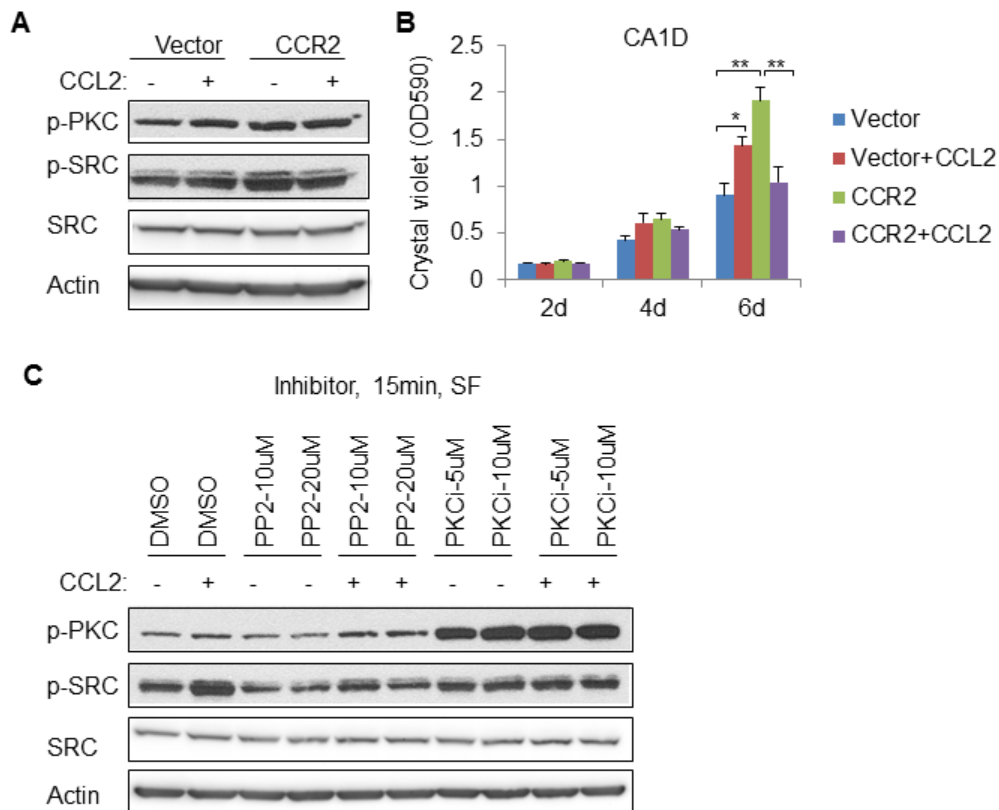 A
Vector CCR2
CCL2: - + - +
p-PKC
p-SRC
SRC
Actin
B
CA1D
Crystal violet (OD590)
2.5
2
1.5
1
0.5
0
** **
*
2d 4d 6d
Vector
Vector+CCL2
CCR2
CCR2+CCL2
C
Inhibitor, 15min, SF
DMSO DMSO PP2-10uM PP2-20uM PP2-10uM PP2-20uM PKCi-5uM PKCi-10uM PKCi-5uM PKCi-10uM
CCL2: - + - - + + - - + +
p-PKC
p-SRC
SRC
Actin